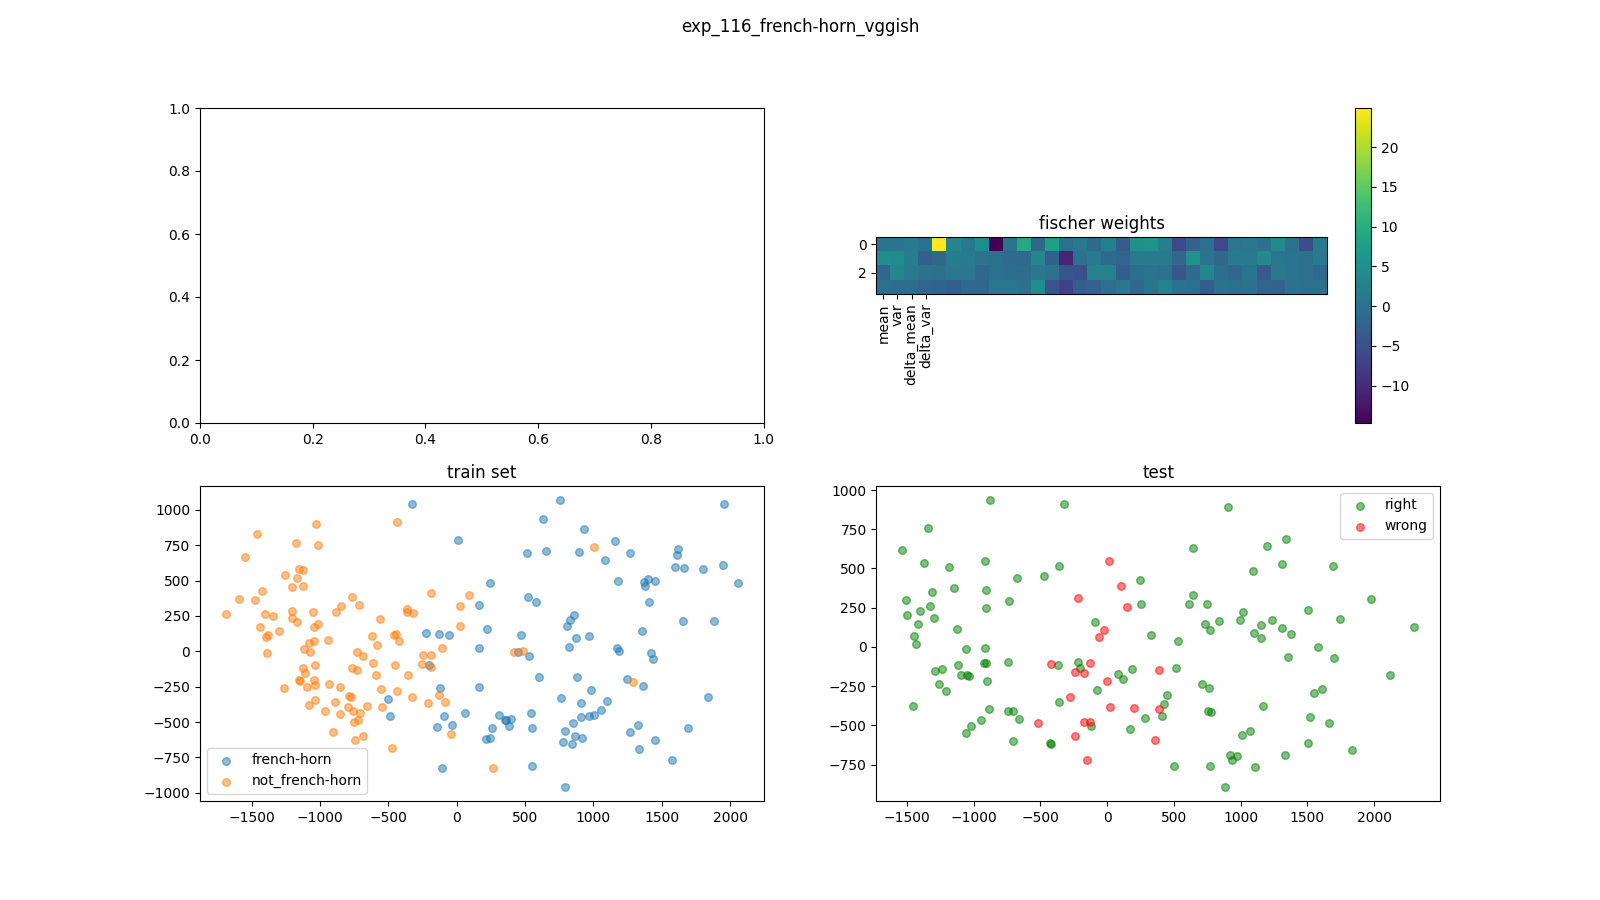 exp_116_french-horn_vggish
1.0
0.8
0.6
0.4
0.2
0.0
0.0 0.2 0.4 0.6 0.8 1.0
fischer weights
0
2
mean
var
delta_mean
delta_var
20
15
10
5
0
−5
−10
train set
1000
750
500
250
0
−250
−500
−750
−1000
−1500 −1000 −500 0 500 1000 1500 2000
french-horn
not_french-horn
test
1000
750
500
250
0
−250
−500
−750
−1500 −1000 −500 0 500 1000 1500 2000
right
wrong